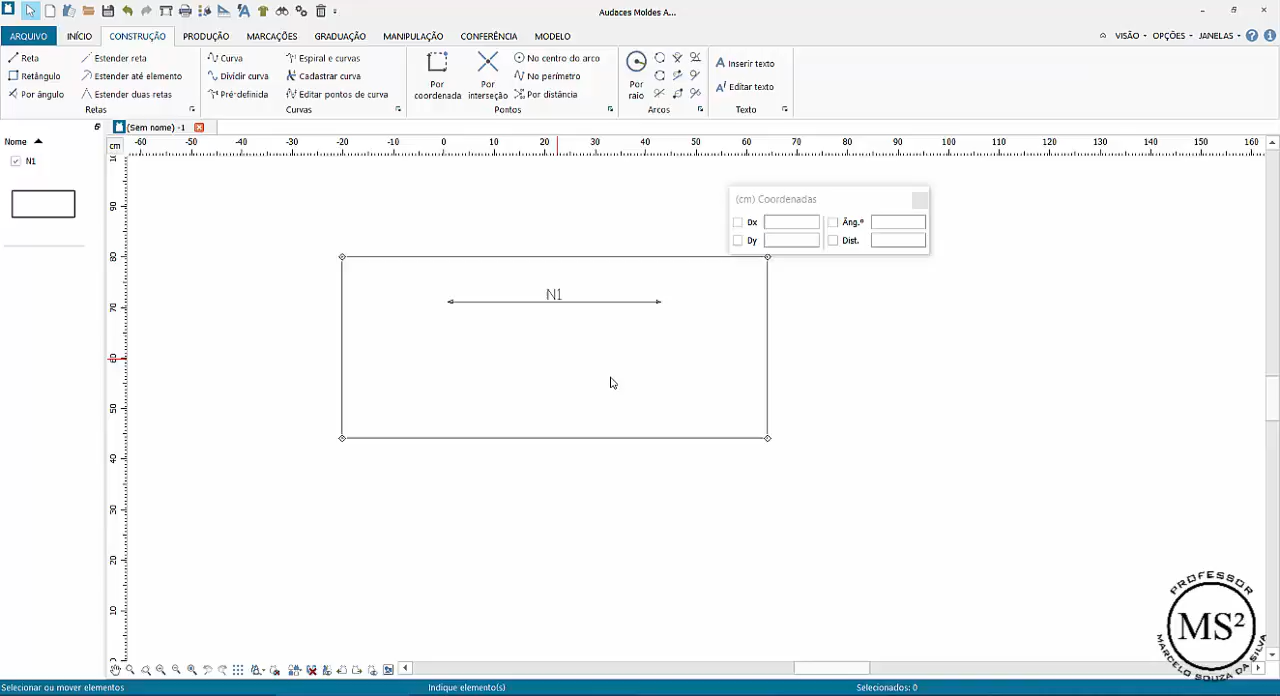 Audaces Moldes A...
ARQUIVO INÍCIO CONSTRUÇÃO PRODUÇÃO MARCAÇÕES GRADUAÇÃO MANIPULAÇÃO CONFERÊNCIA MODELO VISÃO OPÇÕES JANELAS
Reta Estender reta Curva Espiral e curvas No centro do arco Inserir texto
Retângulo Estender até elemento Dividir curva Cadastrar curva Por coordenada Por interseção No perímetro Por raio Editar texto
Por ângulo Estender duas retas Pré-definida Editar pontos de curva Por distância
Retas Curvas Pontos Arcos Texto
(Sem nome) -1
Nome
cm -60 -50 -40 -30 -20 -10 0 10 20 30 40 50 60 70 80 90 100 110 120 130 140 150 160
N1
90
80
70
60
50
40
30
20
10
0
(cm) Coordenadas
Dx Âng.º
Dy Dist.
N1
PROFESSOR
MS²
MARCELO SOUZA DA SILVA
Selecionar ou mover elementos Indique elemento(s) Selecionados: 0